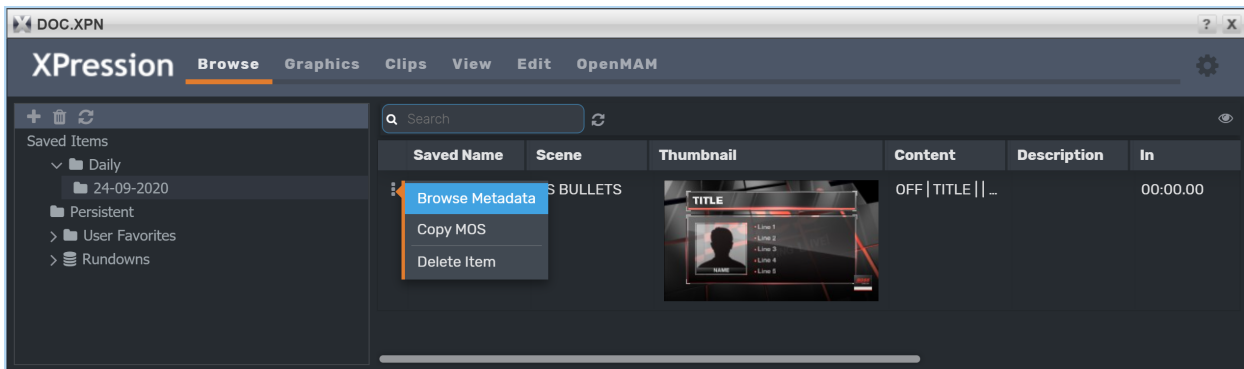 DOC.XPN
? X
XPression Browse Graphics Clips View Edit OpenMAM
Search
Saved Items
Daily
24-09-2020
Persistent
User Favorites
Rundowns
Saved Name Scene Thumbnail Content Description In
S BULLETS OFF | TITLE | | ... 00:00.00
Browse Metadata
Copy MOS
Delete Item
TITLE
• Line 1
• Line 2
• Line 3
• Line 4
• Line 5
NAME